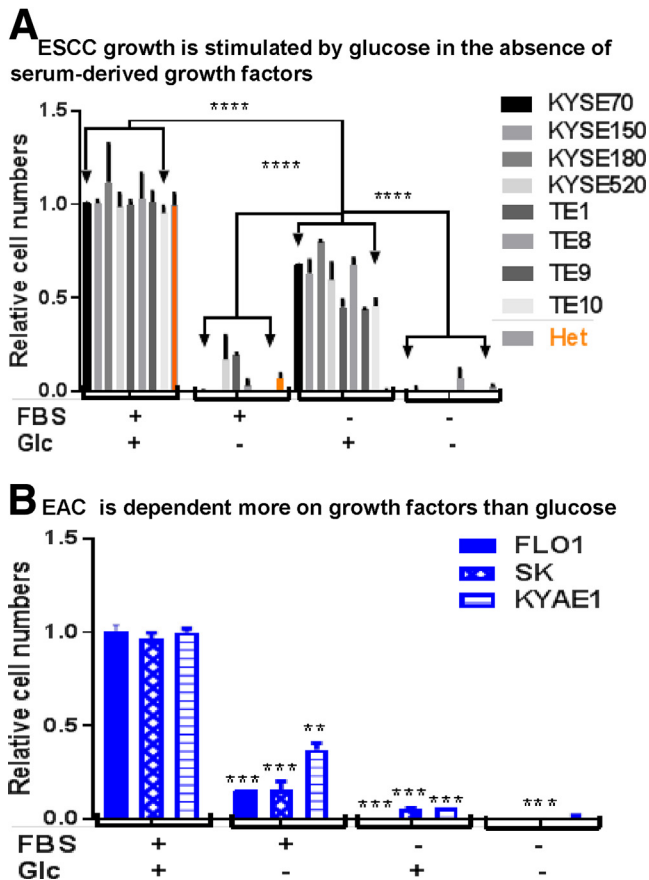 A ESCC growth is stimulated by glucose in the absence of
serum-derived growth factors
Relative cell numbers
1.5
1.0
0.5
0.0
****
****
****
KYSE70
KYSE150
KYSE180
KYSE520
TE1
TE8
TE9
TE10
Het
FBS + + - -
Glc + - + -
B EAC is dependent more on growth factors than glucose
Relative cell numbers
1.5
1.0
0.5
0.0
FLO1
SK
KYAE1
*** *** **
*** *** ***
***
FBS + + - -
Glc + - + -